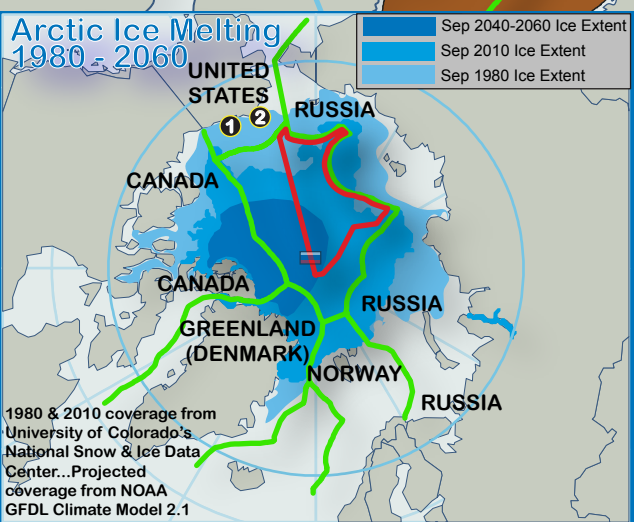 Arctic Ice Melting
1980 - 2060
Sep 2040-2060 Ice Extent
Sep 2010 Ice Extent
Sep 1980 Ice Extent
UNITED
STATES
1
2
RUSSIA
CANADA
CANADA
RUSSIA
GREENLAND
(DENMARK)
NORWAY
RUSSIA
1980 & 2010 coverage from
University of Colorado's
National Snow & Ice Data
Center...Projected
coverage from NOAA
GFDL Climate Model 2.1